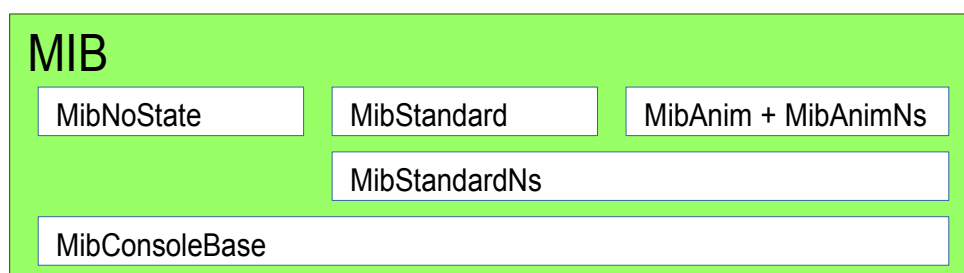 MIB
MibNoState
MibStandard
MibAnim + MibAnimNs
MibStandardNs
MibConsoleBase